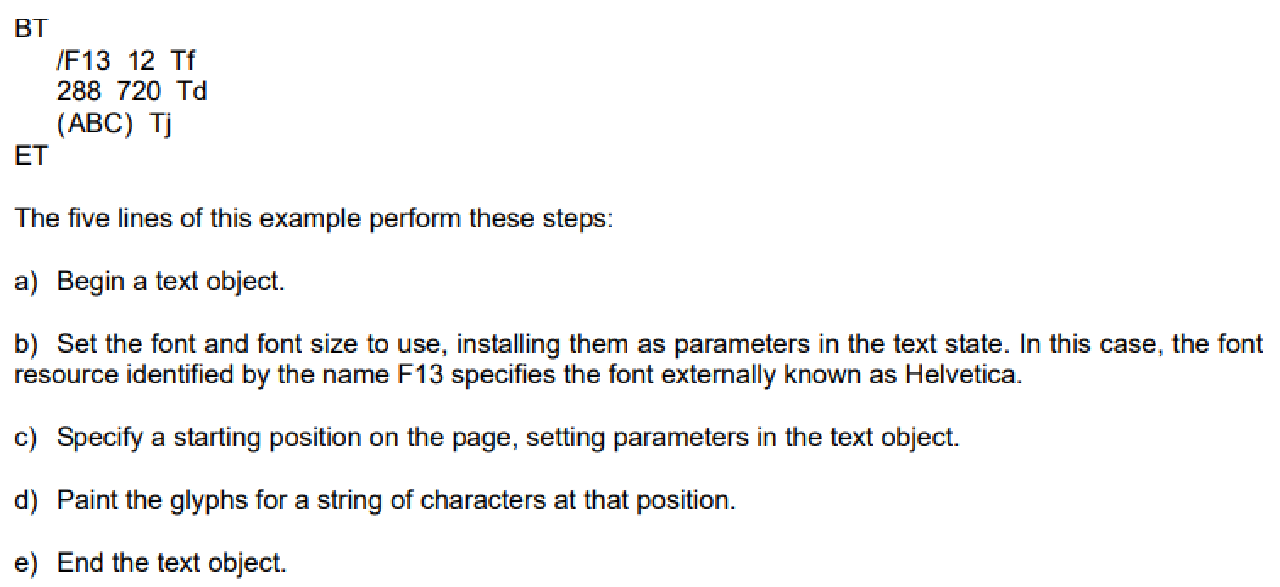 BT
/F13 12 Tf
288 720 Td
(ABC) Tj
ET
The five lines of this example perform these steps:
a) Begin a text object.
b) Set the font and font size to use, installing them as parameters in the text state. In this case, the font
resource identified by the name F13 specifies the font externally known as Helvetica.
c) Specify a starting position on the page, setting parameters in the text object.
d) Paint the glyphs for a string of characters at that position.
e) End the text object.